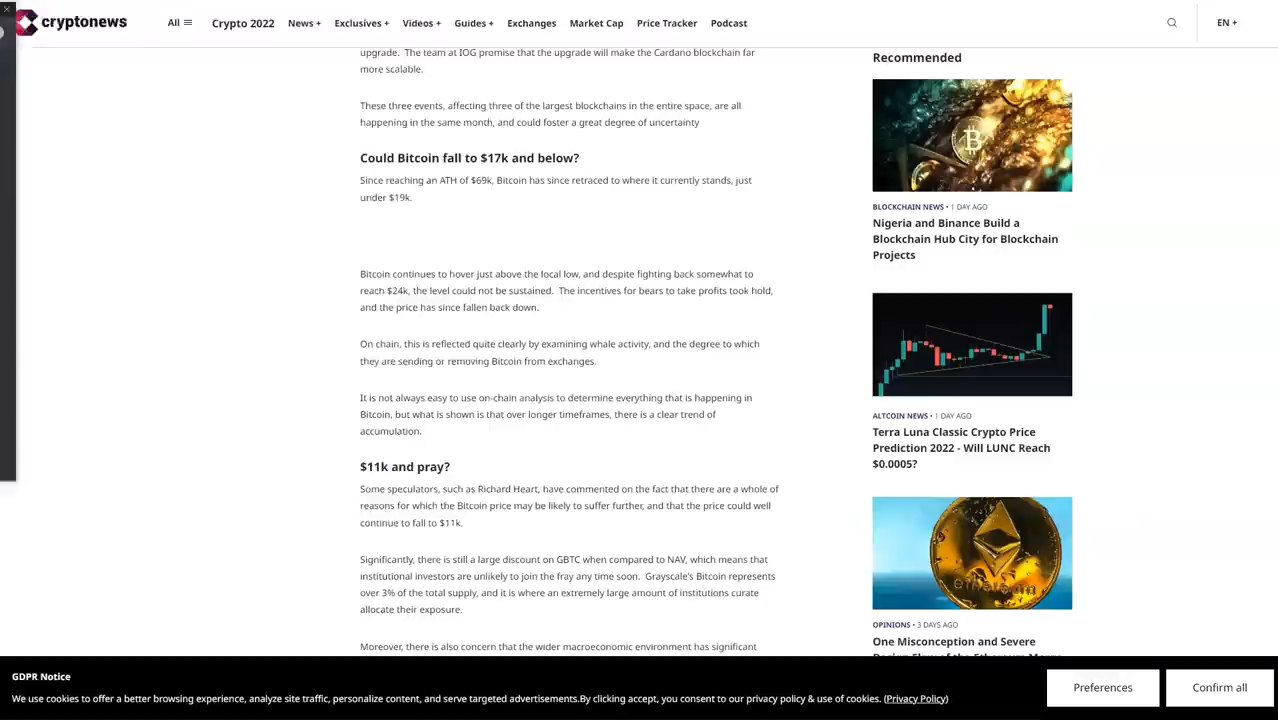 cryptonews
All
Crypto 2022
News +
Exclusives +
Videos +
Guides +
Exchanges
Market Cap
Price Tracker
Podcast
EN +
upgrade. The team at IOG promise that the upgrade will make the Cardano blockchain far
more scalable.
These three events, affecting three of the largest blockchains in the entire space, are all
happening in the same month, and could foster a great degree of uncertainty
Could Bitcoin fall to $17k and below?
Since reaching an ATH of $69k, Bitcoin has since retraced to where it currently stands, just
under $19k.
Bitcoin continues to hover just above the local low, and despite fighting back somewhat to
reach $24k, the level could not be sustained. The incentives for bears to take profits took hold,
and the price has since fallen back down.
On chain, this is reflected quite clearly by examining whale activity, and the degree to which
they are sending or removing Bitcoin from exchanges.
It is not always easy to use on-chain analysis to determine everything that is happening in
Bitcoin, but what is shown is that over longer timeframes, there is a clear trend of
accumulation.
$11k and pray?
Some speculators, such as Richard Heart, have commented on the fact that there are a whole of
reasons for which the Bitcoin price may be likely to suffer further, and that the price could well
continue to fall to $11k.
Significantly, there is still a large discount on GBTC when compared to NAV, which means that
institutional investors are unlikely to join the fray any time soon. Grayscale's Bitcoin represents
over 3% of the total supply, and it is where an extremely large amount of institutions curate
allocate their exposure.
Moreover, there is also concern that the wider macroeconomic environment has significant
Recommended
BLOCKCHAIN NEWS • 1 DAY AGO
Nigeria and Binance Build a
Blockchain Hub City for Blockchain
Projects
ALTCOIN NEWS • 1 DAY AGO
Terra Luna Classic Crypto Price
Prediction 2022 - Will LUNC Reach
$0.0005?
ethereum
OPINIONS • 3 DAYS AGO
One Misconception and Severe
Design Flaw of the Ethereum Merge
GDPR Notice
We use cookies to offer a better browsing experience, analyze site traffic, personalize content, and serve targeted advertisements.By clicking accept, you consent to our privacy policy & use of cookies. (Privacy Policy)
Preferences
Confirm all